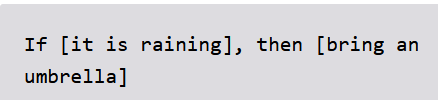 If [it is raining], then [bring an
umbrella]